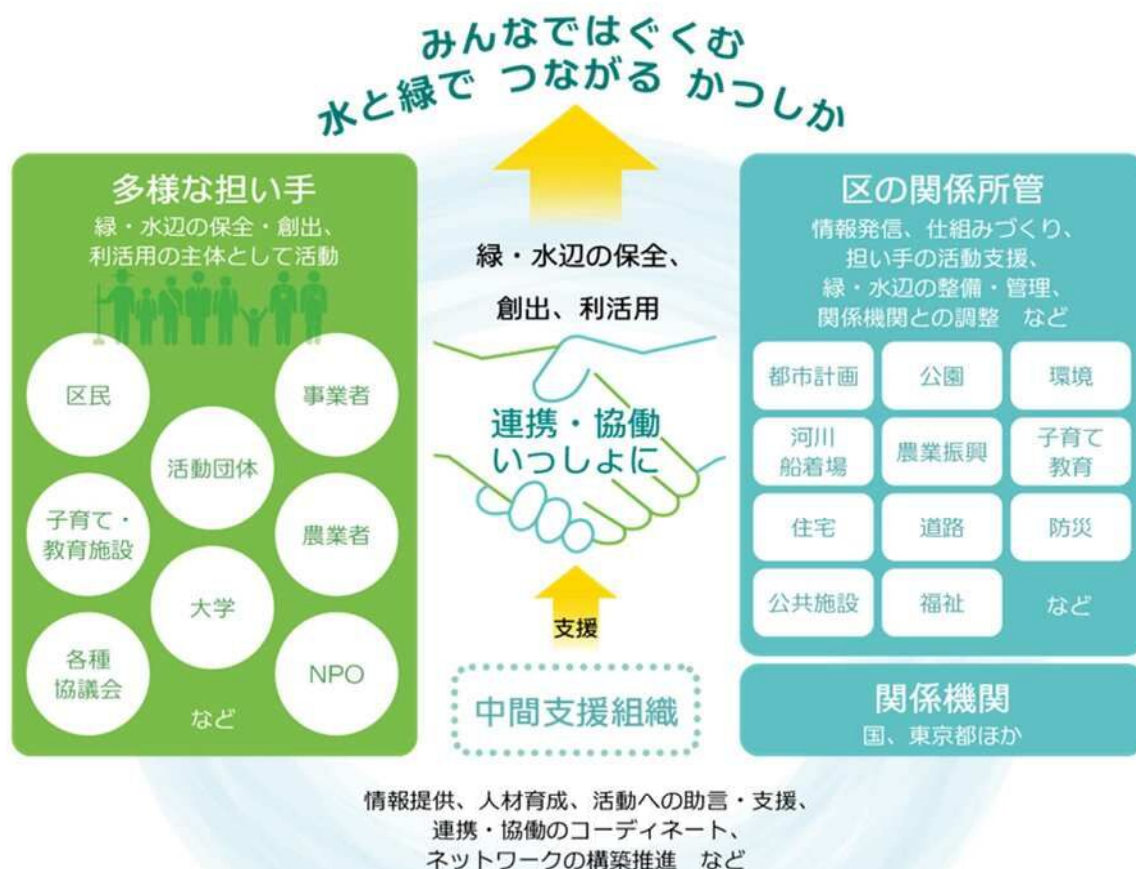 みんなではぐくむ
水と緑で つながる かつしか
多様な担い手
緑・水辺の保全・創出、
利活用の主体として活動
区民
事業者
活動団体
子育て・
教育施設
農業者
大学
各種
協議会
NPO
など
緑・水辺の保全、
創出、利活用
連携・協働
いっしょに
支援
中間支援組織
情報提供、人材育成、活動への助言・支援、
連携・協働のコーディネート、
ネットワークの構築推進 など
区の関係所管
情報発信、仕組みづくり、
担い手の活動支援、
緑・水辺の整備・管理、
関係機関との調整 など
都市計画
公園
環境
河川
船着場
農業振興
子育て
教育
住宅
道路
防災
公共施設
福祉
など
関係機関
国、東京都ほか